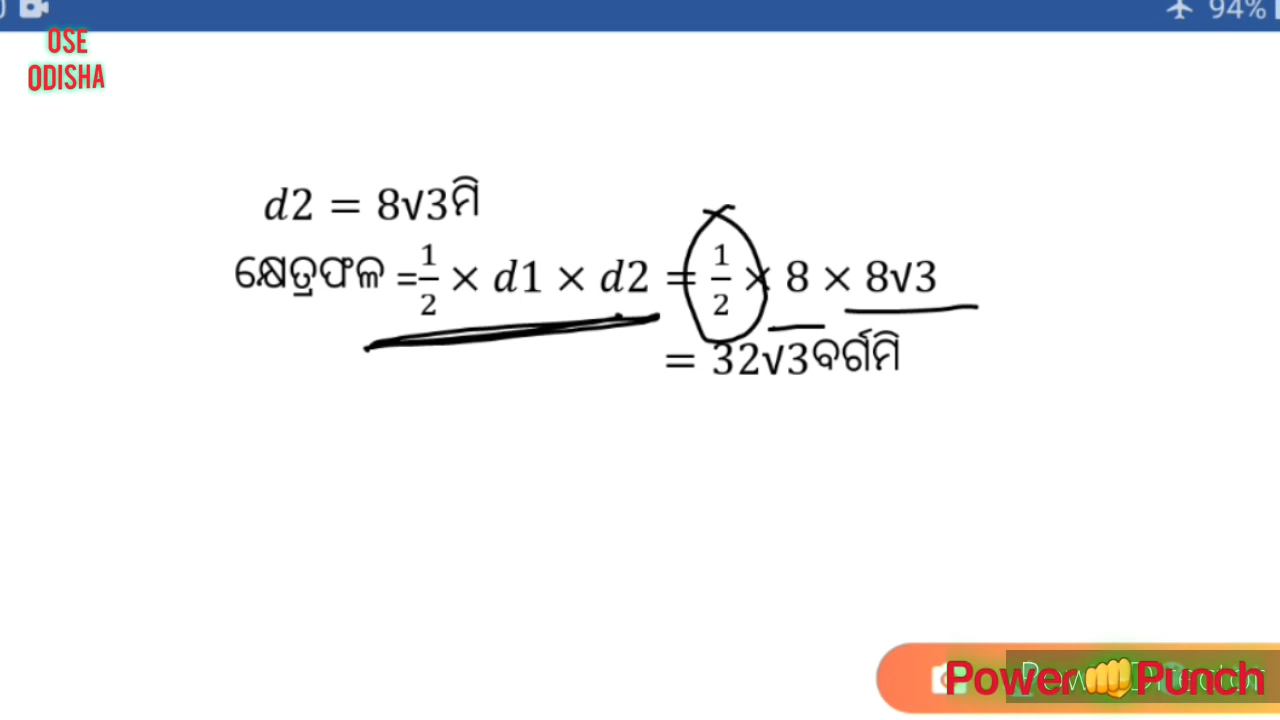 94%
OSE
ODISHA
d2 = 8√3ମି
କ୍ଷେତ୍ରଫଳ =1/2 × d1 × d2 = 1/2 × 8 × 8√3
= 32√3ବର୍ଗମି
Power👊Punch